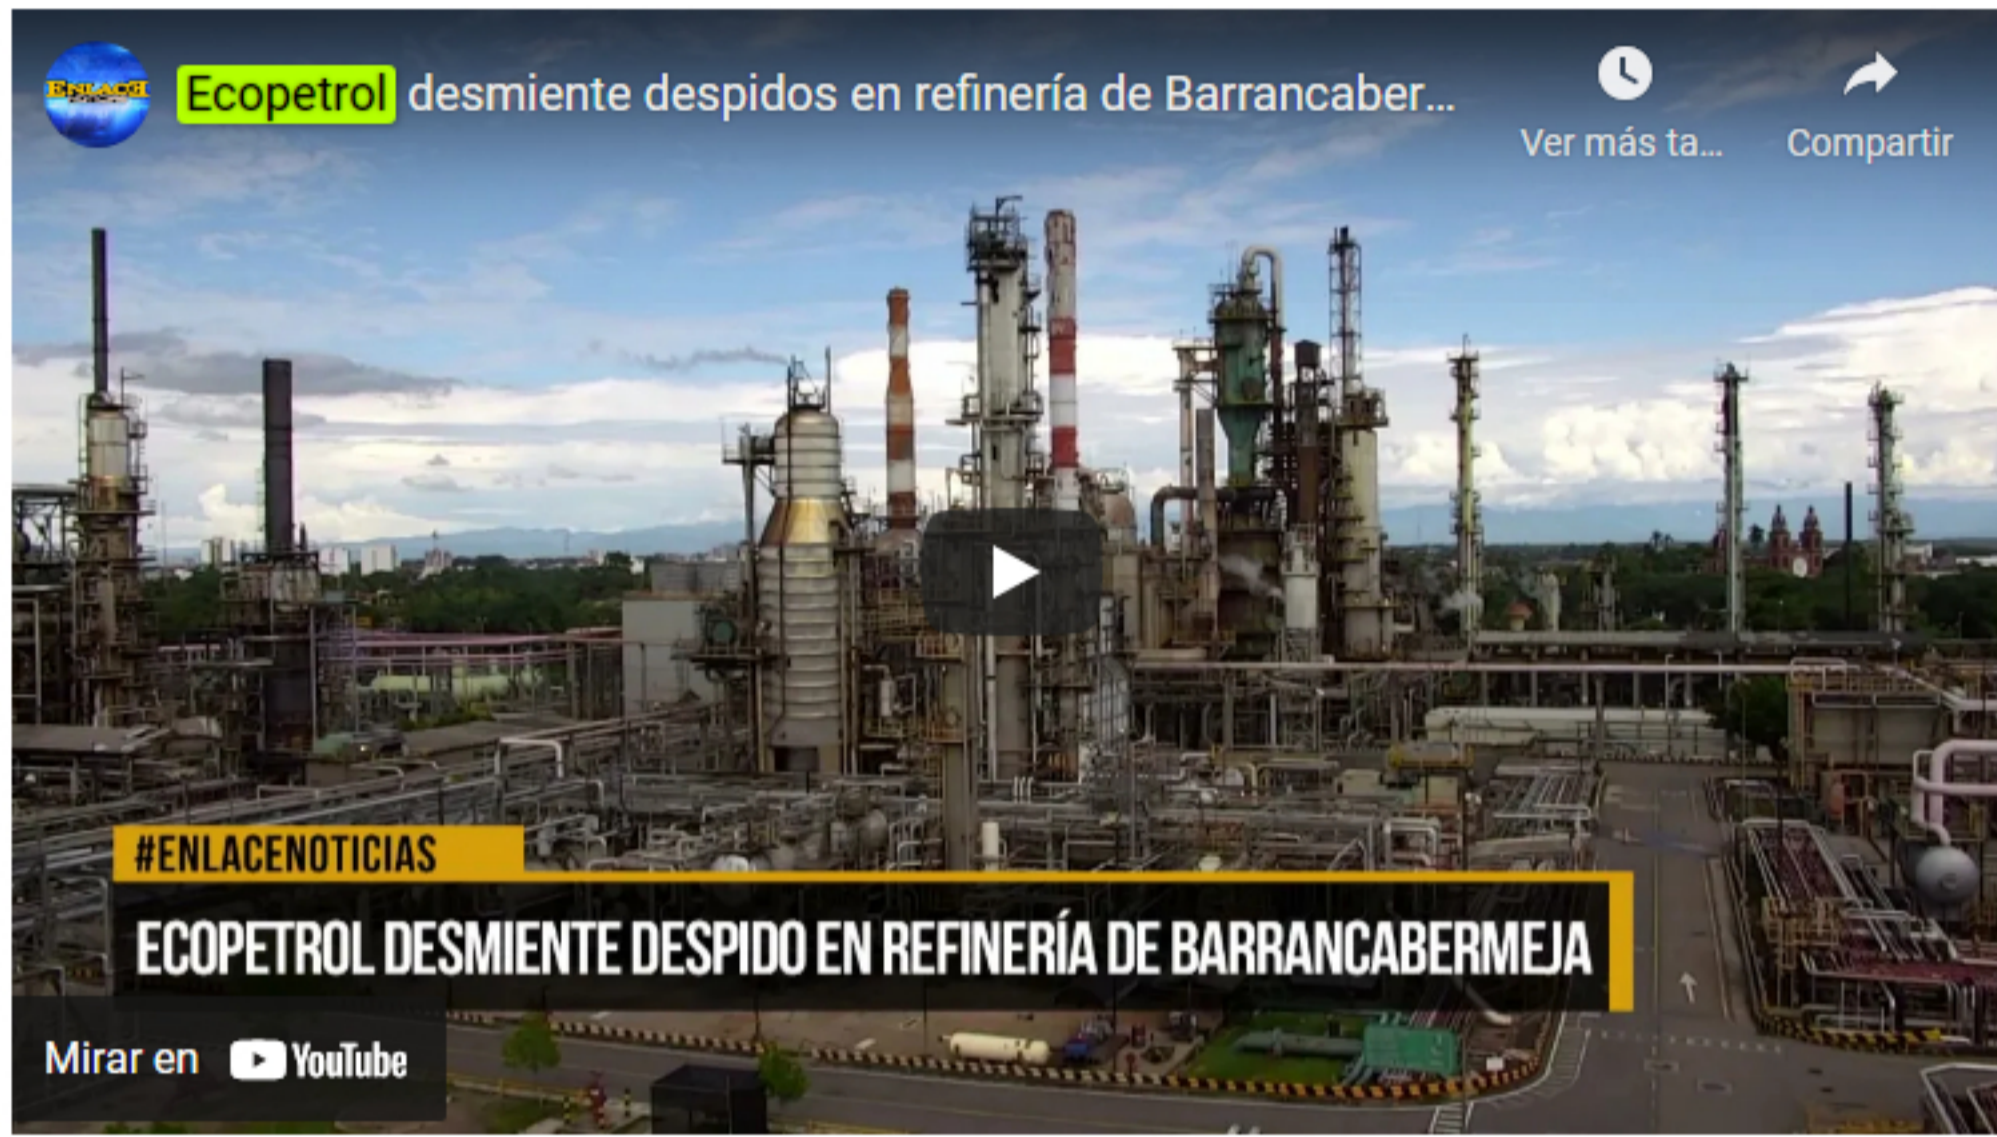 ENLACE
Ecopetrol desmiente despidos en refinería de Barrancaber...
Ver más ta...
Compartir
#ENLACENOTICIAS
ECOPETROL DESMIENTE DESPIDO EN REFINERÍA DE BARRANCABERMEJA
Mirar en YouTube